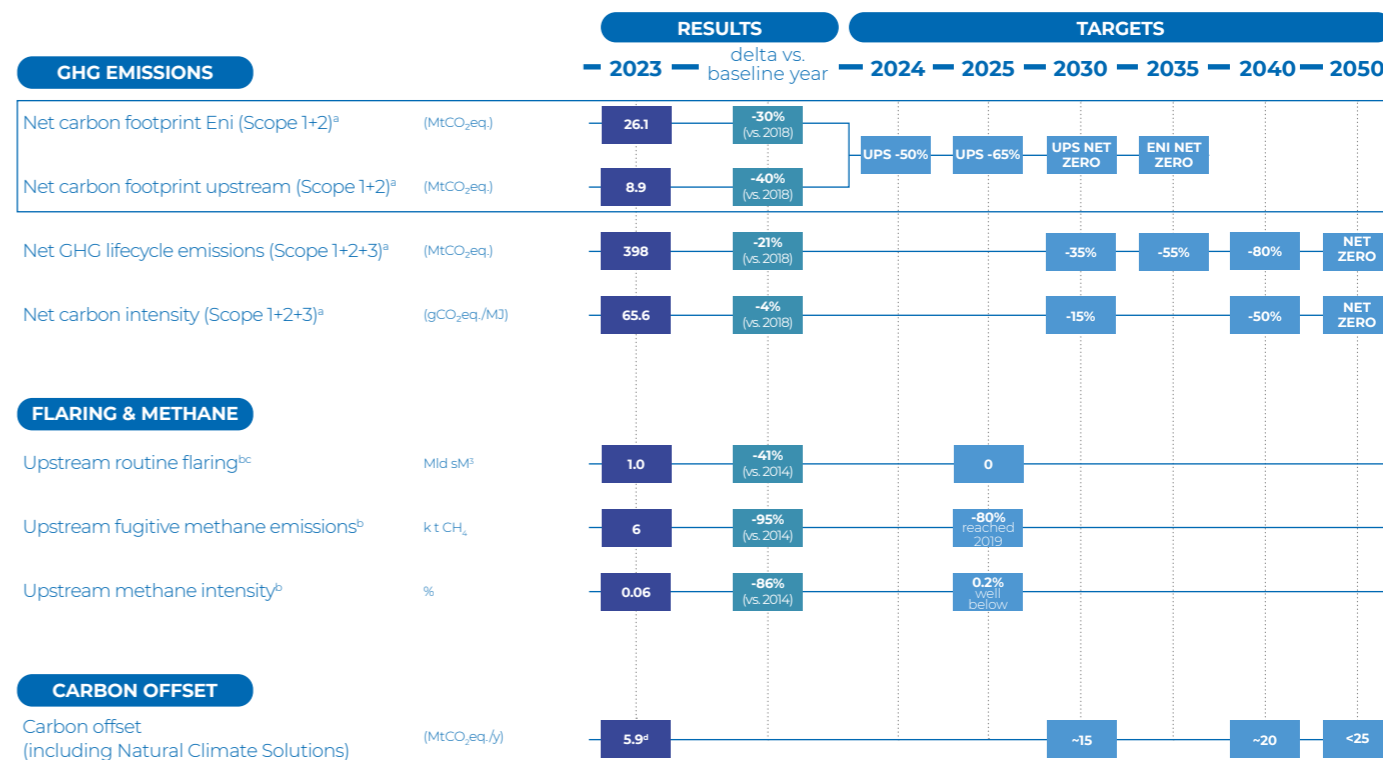 RESULTS TARGETS
GHG EMISSIONS 2023 delta vs. baseline year 2024 2025 2030 2035 2040 2050
Net carbon footprint Eni (Scope 1+2)ᵃ (MtCO₂eq.) 26.1 -30% (vs. 2018)
UPS -50% UPS -65% UPS NET ZERO ENI NET ZERO
Net carbon footprint upstream (Scope 1+2)ᵃ (MtCO₂eq.) 8.9 -40% (vs. 2018)
Net GHG lifecycle emissions (Scope 1+2+3)ᵃ (MtCO₂eq.) 398 -21% (vs. 2018) -35% -55% -80% NET ZERO
Net carbon intensity (Scope 1+2+3)ᵃ (gCO₂eq./MJ) 65.6 -4% (vs. 2018) -15% -50% NET ZERO
FLARING & METHANE
Upstream routine flaringᵇᶜ Mld sM³ 1.0 -41% (vs. 2014) 0
Upstream fugitive methane emissionsᵇ k t CH₄ 6 -95% (vs. 2014) -80% reached 2019
Upstream methane intensityᵇ % 0.06 -86% (vs. 2014) 0.2% well below
CARBON OFFSET
Carbon offset
(including Natural Climate Solutions) (MtCO₂eq./y) 5.9ᵈ ~15 ~20 <25